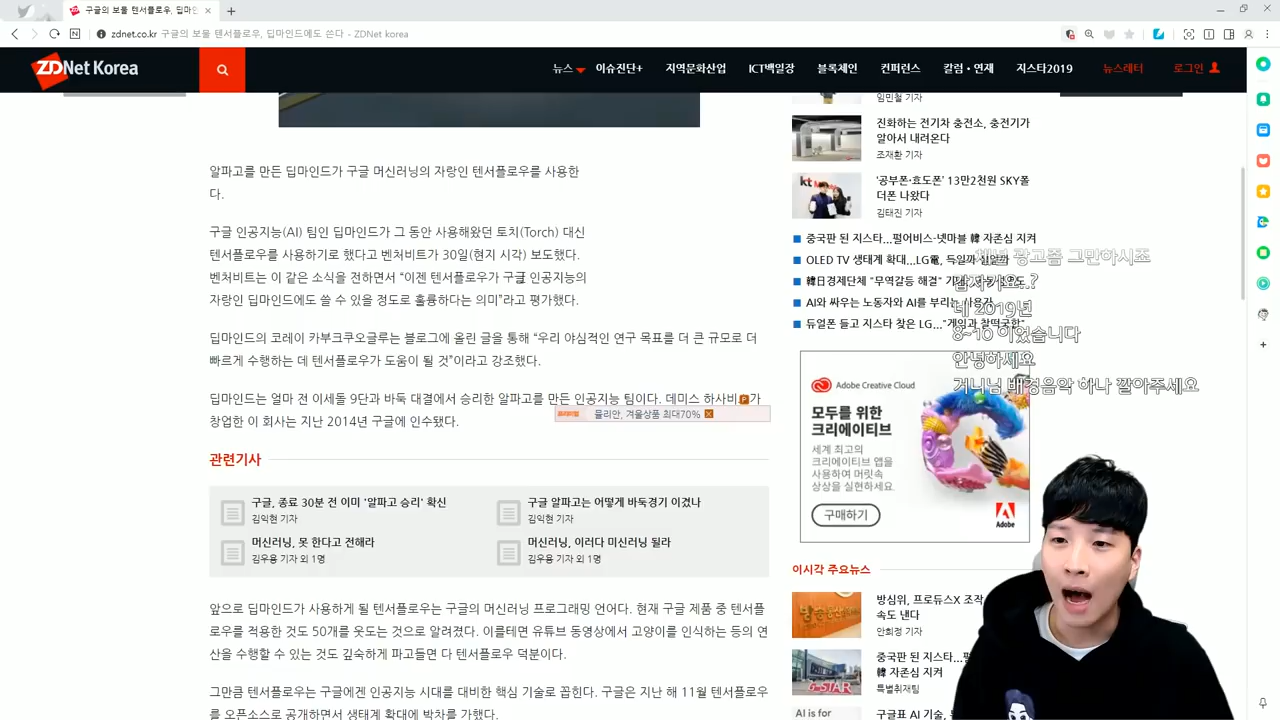 구글의 보물 텐서플로우, 딥마인
zdnet.co.kr 구글의 보물 텐서플로우, 딥마인드에도 쓴다 - ZDNet korea
ZDNet Korea
뉴스
이슈진단+
지역문화산업
ICT백일장
블록체인
컨퍼런스
칼럼・연재
지스타2019
뉴스레터
로그인
알파고를 만든 딥마인드가 구글 머신러닝의 자랑인 텐서플로우를 사용한
다.
구글 인공지능(AI) 팀인 딥마인드가 그 동안 사용해왔던 토치(Torch) 대신
텐서플로우를 사용하기로 했다고 벤처비트가 30일(현지 시각) 보도했다.
벤처비트는 이 같은 소식을 전하면서 “이젠 텐서플로우가 구글 인공지능의
자랑인 딥마인드에도 쓸 수 있을 정도로 훌륭하다는 의미”라고 평가했다.
딥마인드의 코레이 카부크쿠오글루는 블로그에 올린 글을 통해 “우리 야심적인 연구 목표를 더 큰 규모로 더
빠르게 수행하는 데 텐서플로우가 도움이 될 것”이라고 강조했다.
딥마인드는 얼마 전 이세돌 9단과 바둑 대결에서 승리한 알파고를 만든 인공지능 팀이다. 데미스 하사비 가
창업한 이 회사는 지난 2014년 구글에 인수됐다.
뮬리안, 겨울상품 최대70%
관련기사
구글, 종료 30분 전 이미 '알파고 승리' 확신
김익현 기자
구글 알파고는 어떻게 바둑경기 이겼나
김익현 기자
머신러닝, 못 한다고 전해라
김우용 기자 외 1명
머신러닝, 이러다 미신러닝 될라
김우용 기자 외 1명
앞으로 딥마인드가 사용하게 될 텐서플로우는 구글의 머신러닝 프로그래밍 언어다. 현재 구글 제품 중 텐서플
로우를 적용한 것도 50개를 웃도는 것으로 알려졌다. 이를테면 유튜브 동영상에서 고양이를 인식하는 등의 연
산을 수행할 수 있는 것도 깊숙하게 파고들면 다 텐서플로우 덕분이다.
그만큼 텐서플로우는 구글에겐 인공지능 시대를 대비한 핵심 기술로 꼽힌다. 구글은 지난 해 11월 텐서플로우
를 오픈소스로 공개하면서 생태계 확대에 박차를 가했다.
임민철 기자
진화하는 전기차 충전소, 충전기가
알아서 내려온다
조재환 기자
kt
'공부폰·효도폰' 13만2천원 SKY폴
더폰 나왔다
김태진 기자
중국판 된 지스타...펄어비스·넷마블 韓 자존심 지켜
OLED TV 생태계 확대...LG電, 득일까 실일까
韓日경제단체 "무역갈등 해결"
AI와 싸우는 노동자와 AI를 부리는 사용자
듀얼폰 들고 지스타 찾은 LG..."게임과 찰떡궁합"
광고좀 그만하시죠
네 2019년
8~10 이었습니다
안녕하세요
거니님 배경음악 하나 깔아주세요
Adobe Creative Cloud
모두를 위한
크리에이티브
세계 최고의
크리에이티브 앱을
사용하여 머릿속
상상을 실현하세요.
구매하기
Adobe
이시각 주요뉴스
방심위, 프로듀스X 조작
속도 낸다
안희정 기자
중국판 된 지스타...펄
韓 자존심 지켜
특별취재팀
G-STAR
AI is for
구글표 AI 기술,